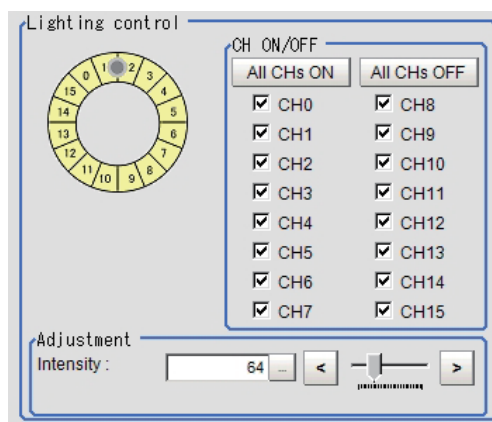 Lighting control
0 1 2 3 4 5 6 7 8 9 10 11 12 13 14 15
CH ON/OFF
All CHs ON All CHs OFF
CH0 CH8
CH1 CH9
CH2 CH10
CH3 CH11
CH4 CH12
CH5 CH13
CH6 CH14
CH7 CH15
Adjustment
Intensity : 64 ... < >